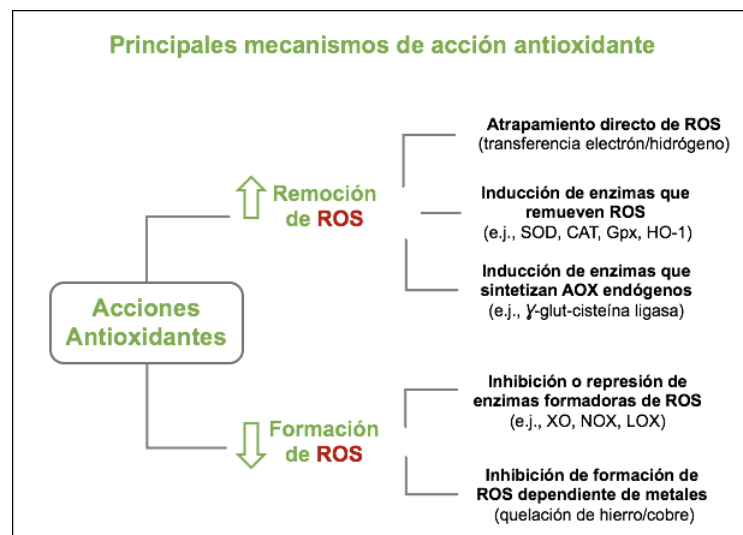 Principales mecanismos de acción antioxidante
Atrapamiento directo de ROS
(transferencia electrón/hidrógeno)
Remoción
de ROS
Inducción de enzimas que
remueven ROS
(e.j., SOD, CAT, Gpx, HO-1)
Inducción de enzimas que
sintetizan AOX endógenos
(e.j., Ɣ-glut-cisteína ligasa)
Acciones
Antioxidantes
Inhibición o represión de
enzimas formadoras de ROS
(e.j., XO, NOX, LOX)
Formación
de ROS
Inhibición de formación de
ROS dependiente de metales
(quelación de hierro/cobre)